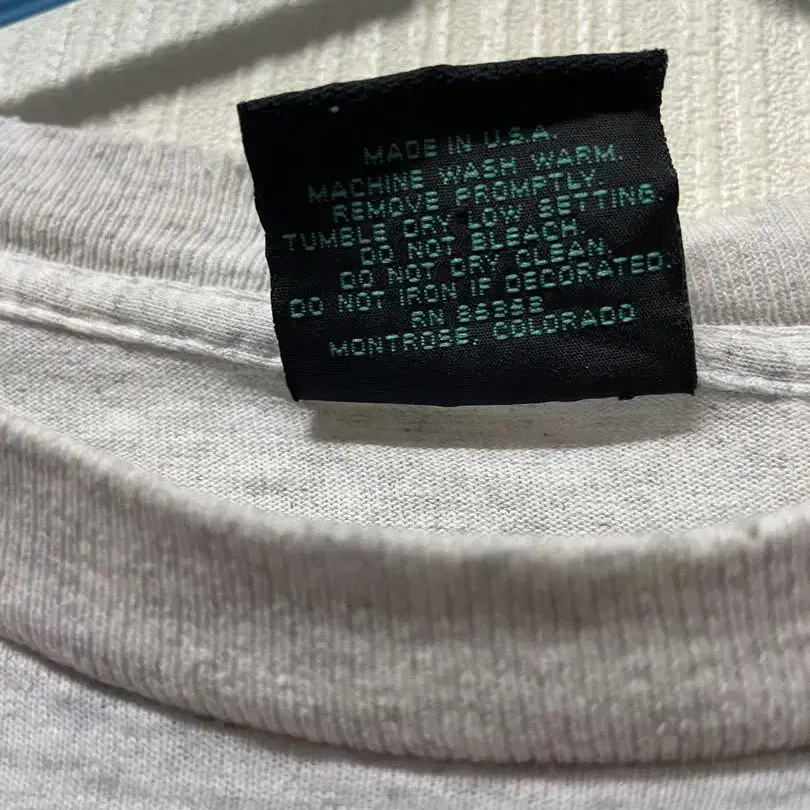 MADE IN U.S.A.
MACHINE WASH WARM.
REMOVE PROMPTLY.
TUMBLE DRY LOW SETTING.
DO NOT BLEACH.
DO NOT DRY CLEAN.
DO NOT IRON IF DECORATED.
RN
MONTROSE, COLORADO